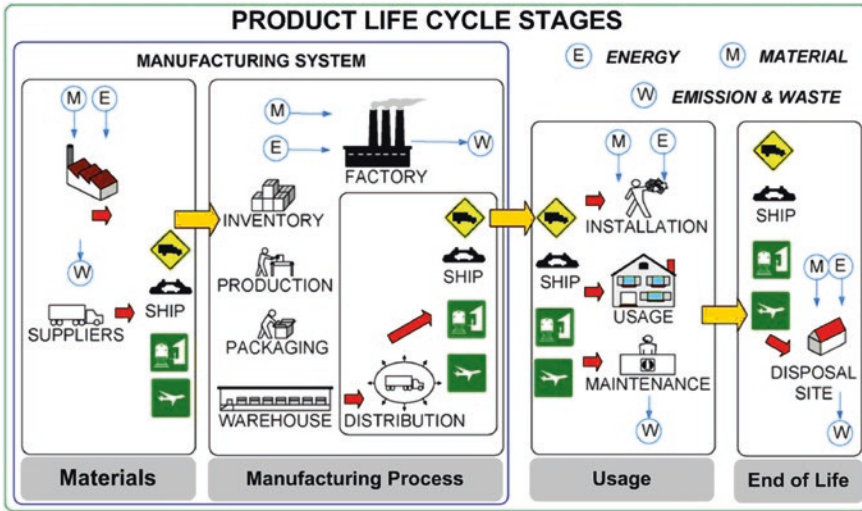 PRODUCT LIFE CYCLE STAGES
MANUFACTURING SYSTEM
E ENERGY
M MATERIAL
W EMISSION & WASTE
M E
W
SUPPLIERS
SHIP
Materials
M
E
FACTORY
W
INVENTORY
PRODUCTION
PACKAGING
WAREHOUSE
DISTRIBUTION
SHIP
Manufacturing Process
M E
INSTALLATION
SHIP
USAGE
MAINTENANCE
W
Usage
SHIP
M E
DISPOSAL
SITE
W
End of Life